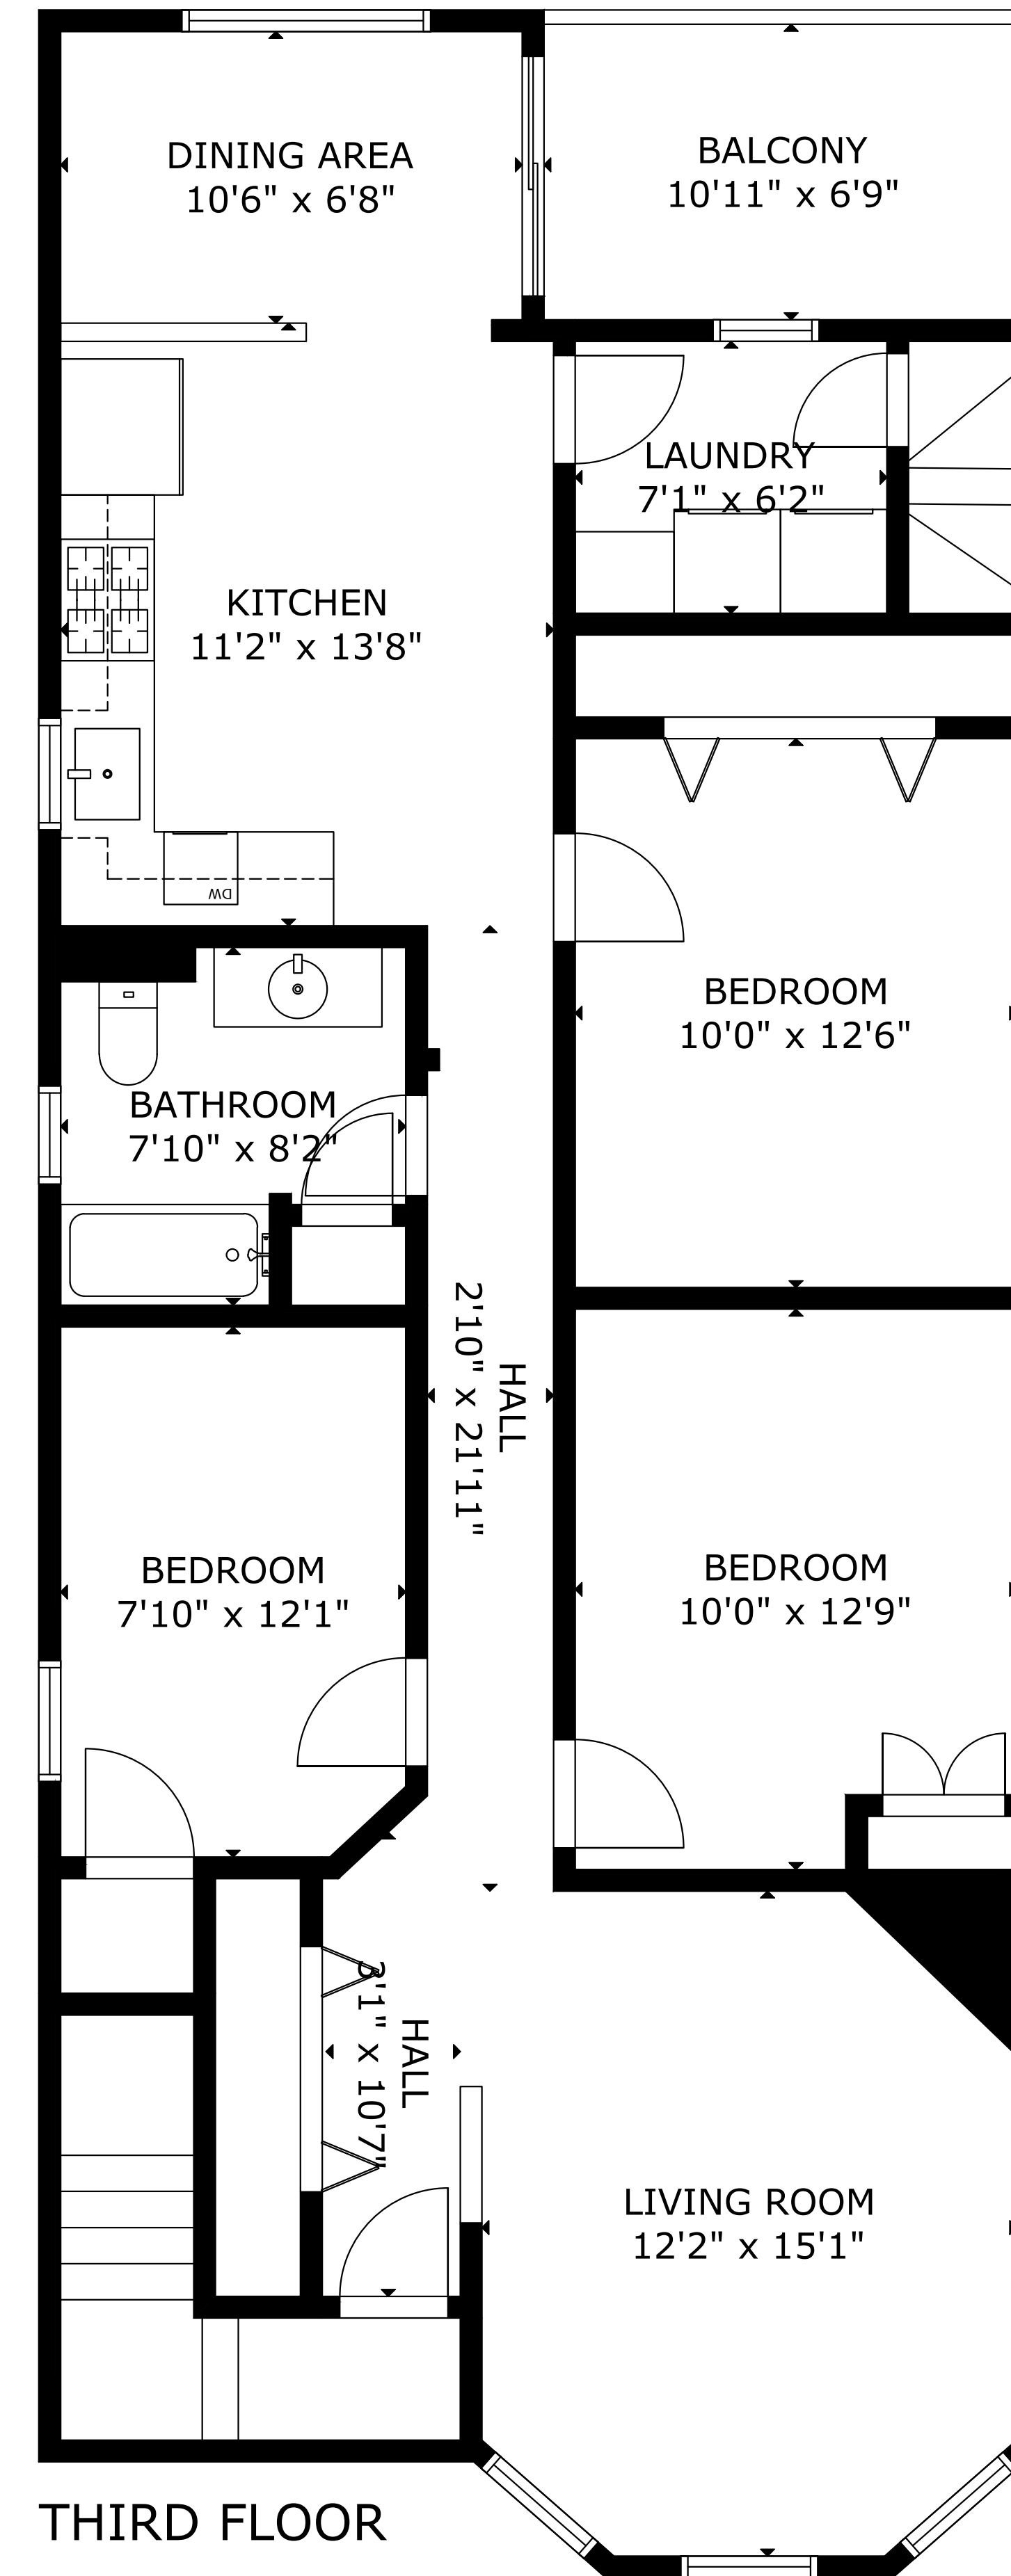 DINING AREA
10'6" x 6'8"
BALCONY
10'11" x 6'9"
LAUNDRY
7'1" x 6'2"
KITCHEN
11'2" x 13'8"
DW
BEDROOM
10'0" x 12'6"
BATHROOM
7'10" x 8'2"
HALL
2'10" x 21'11"
BEDROOM
7'10" x 12'1"
BEDROOM
10'0" x 12'9"
HALL
3'1" x 10'7"
LIVING ROOM
12'2" x 15'1"
THIRD FLOOR